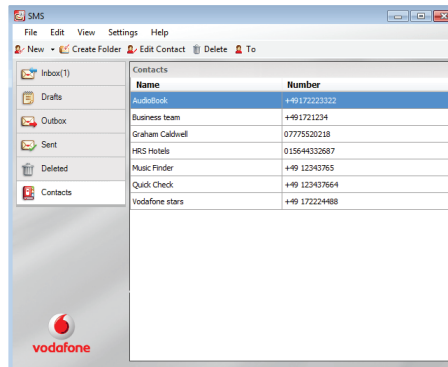 SMS
File Edit View Settings Help
New Create Folder Edit Contact Delete To
Inbox(1)
Drafts
Outbox
Sent
Deleted
Contacts
Contacts
Name Number
AudioBook +49172223322
Business team +491721234
Graham Caldwell 07775520218
HRS Hotels 015644332687
Music Finder +49 12343765
Quick Check +49 123437664
Vodafone stars +49 172224488
vodafone